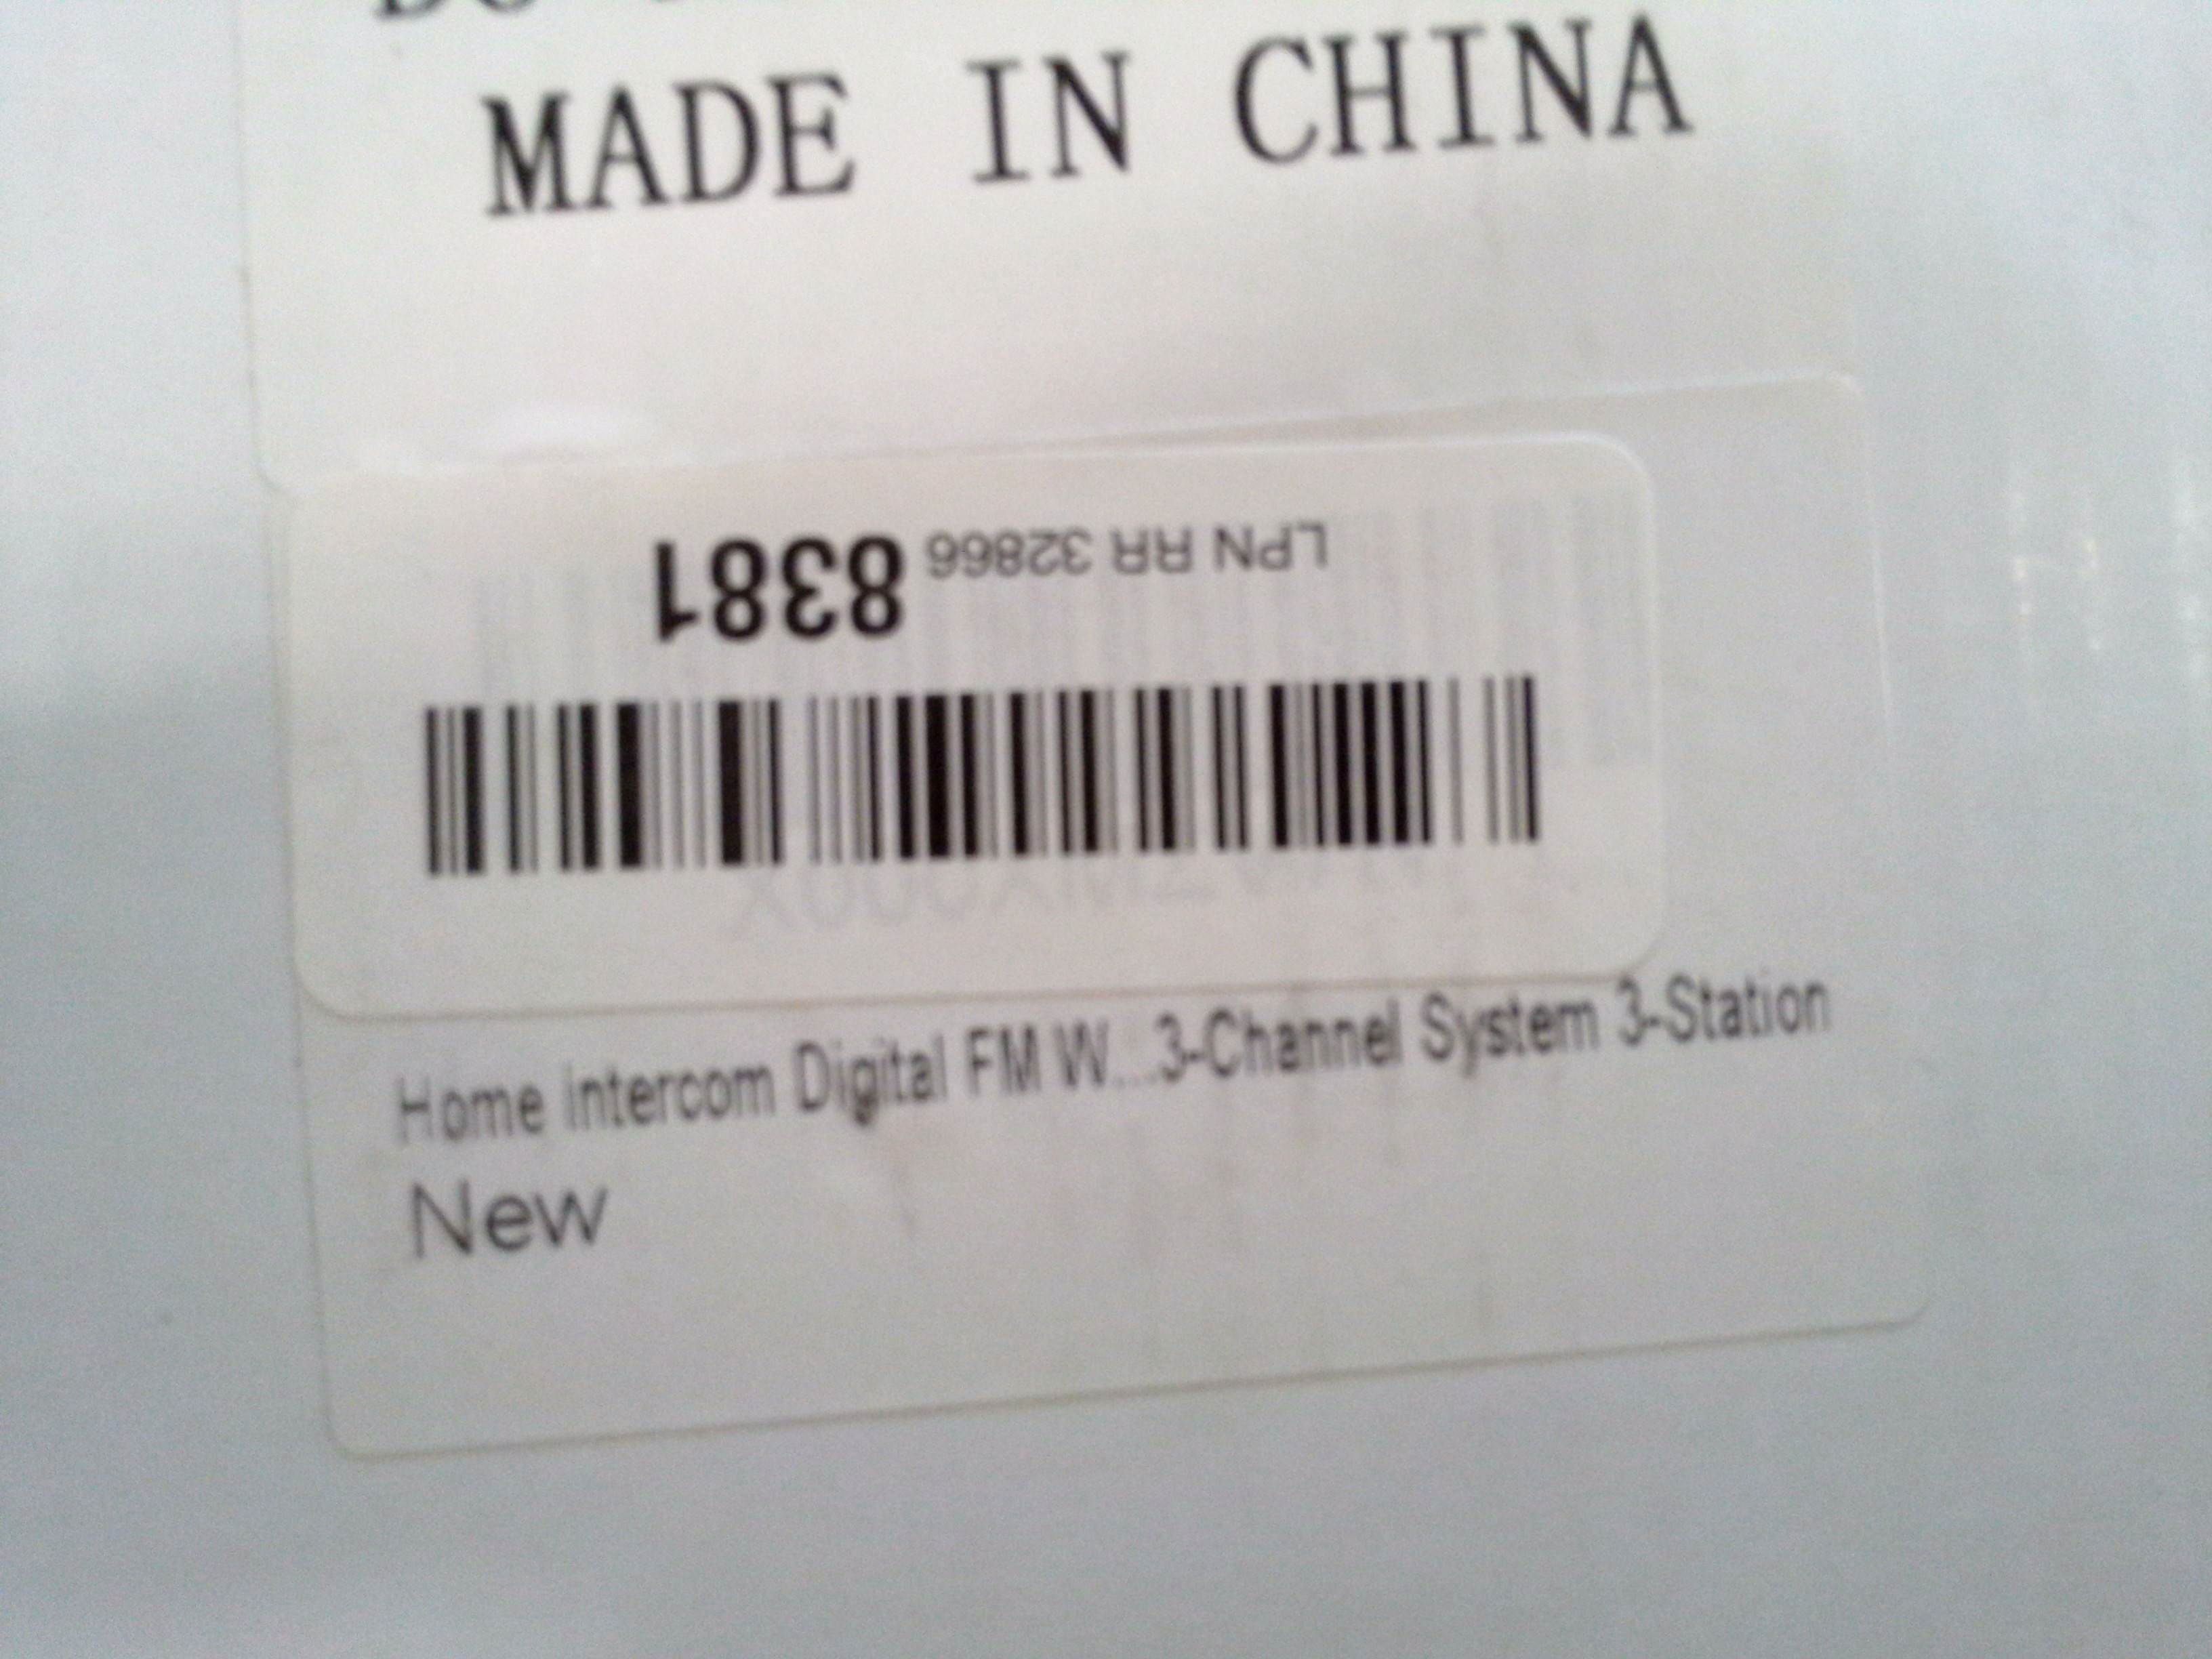 MADE IN CHINA
LPN RR 32866 8381
Home Intercom Digital FM W...3-Channel System 3-Station
New